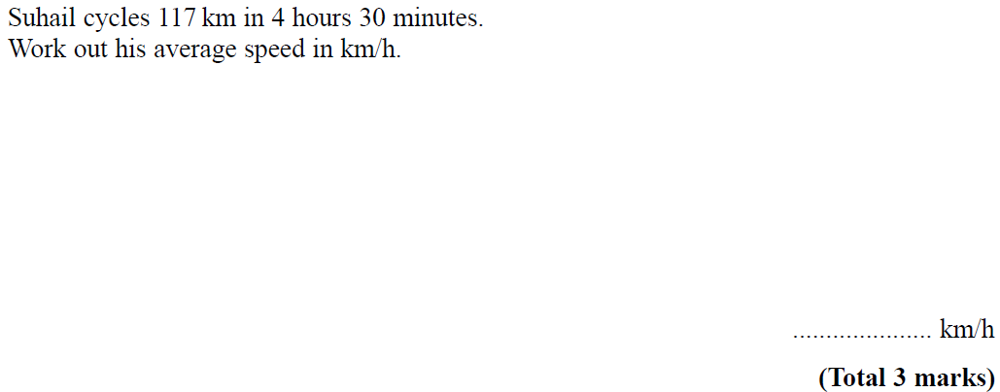 Suhail cycles 117 km in 4 hours 30 minutes.
Work out his average speed in km/h.
..................... km/h
(Total 3 marks)